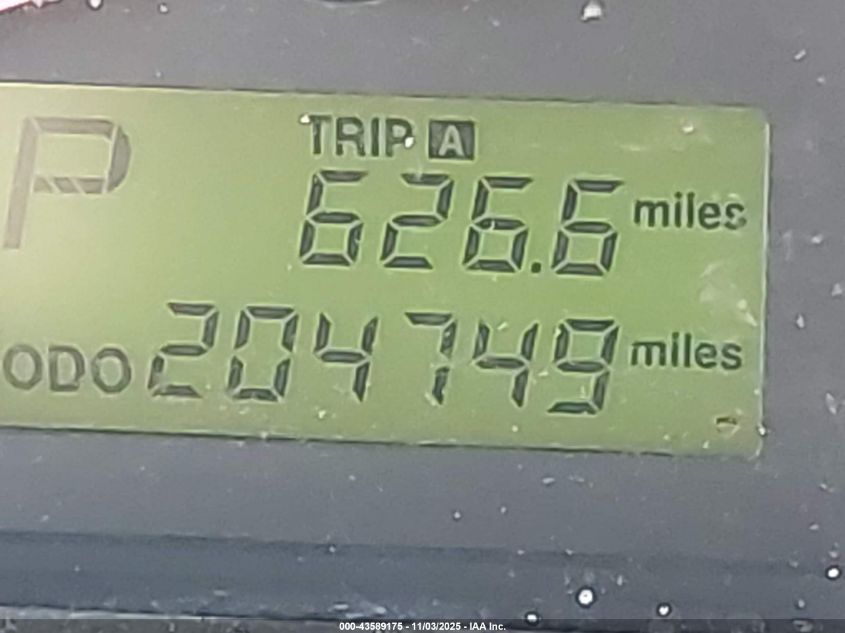 P
TRIP A
626.6 miles
ODO 204749 miles
000-43589175 - 11/03/2025 - IAA Inc.